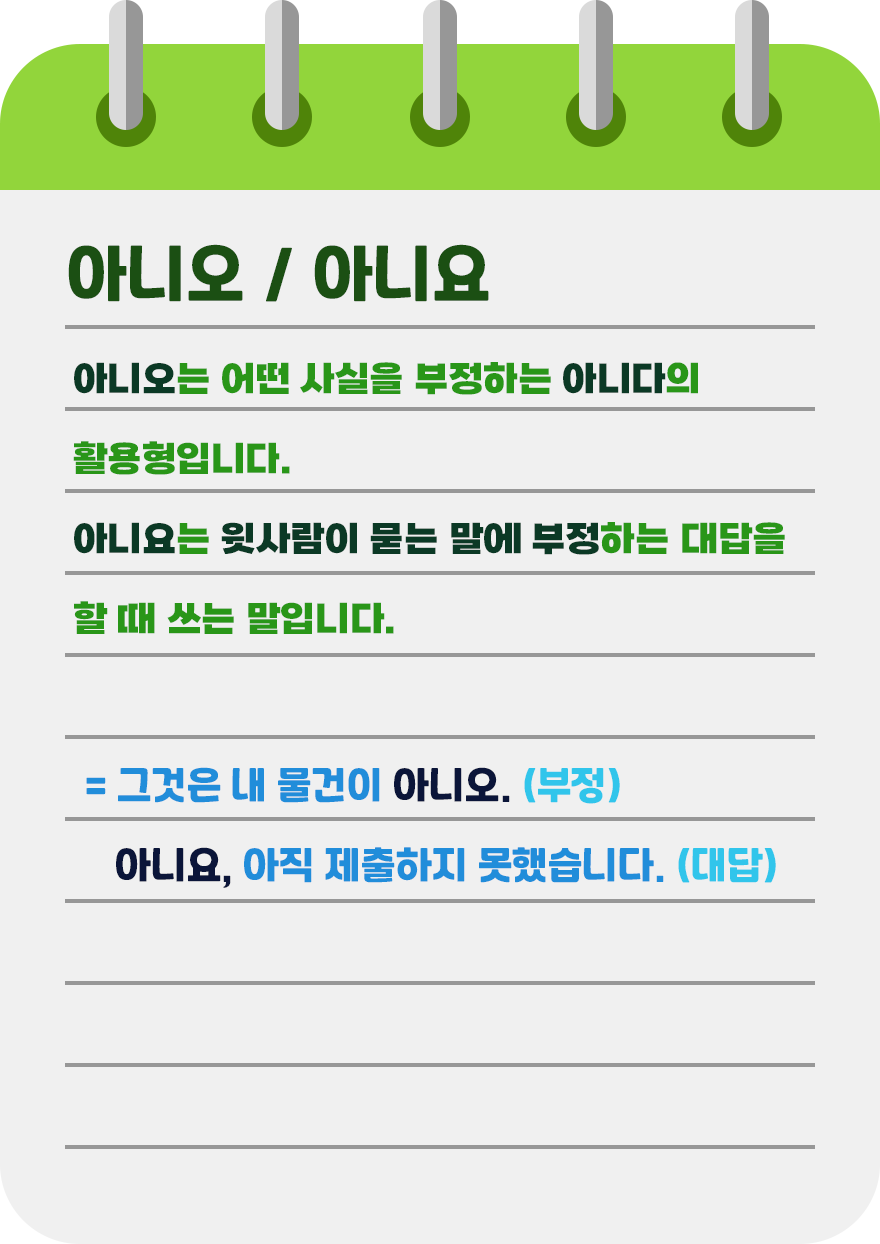 아니오 / 아니요
아니오는 어떤 사실을 부정하는 아니다의
활용형입니다.
아니요는 윗사람이 묻는 말에 부정하는 대답을
할 때 쓰는 말입니다.
= 그것은 내 물건이 아니오. (부정)
아니요, 아직 제출하지 못했습니다. (대답)